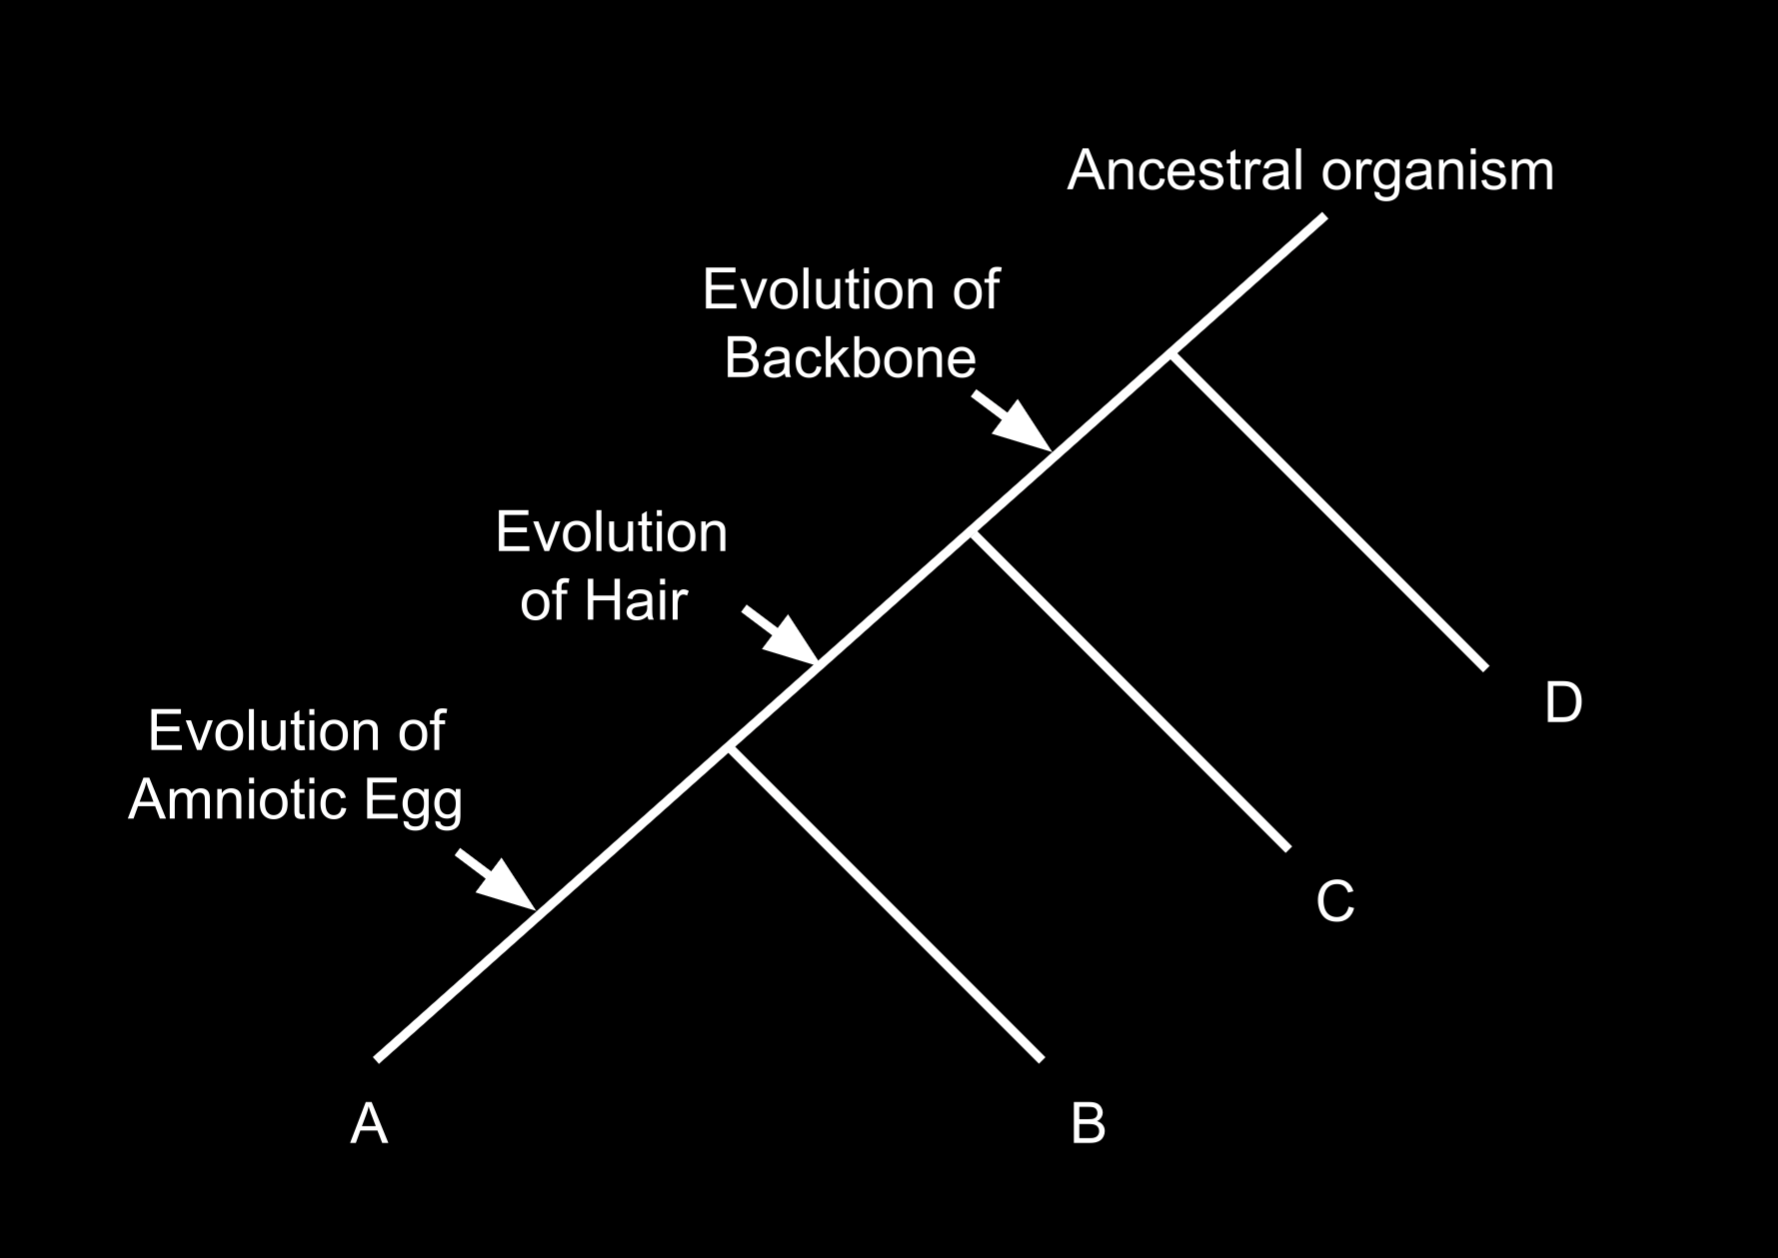 Ancestral organism
Evolution of
Backbone
Evolution
of Hair
Evolution of
Amniotic Egg
D
C
A
B